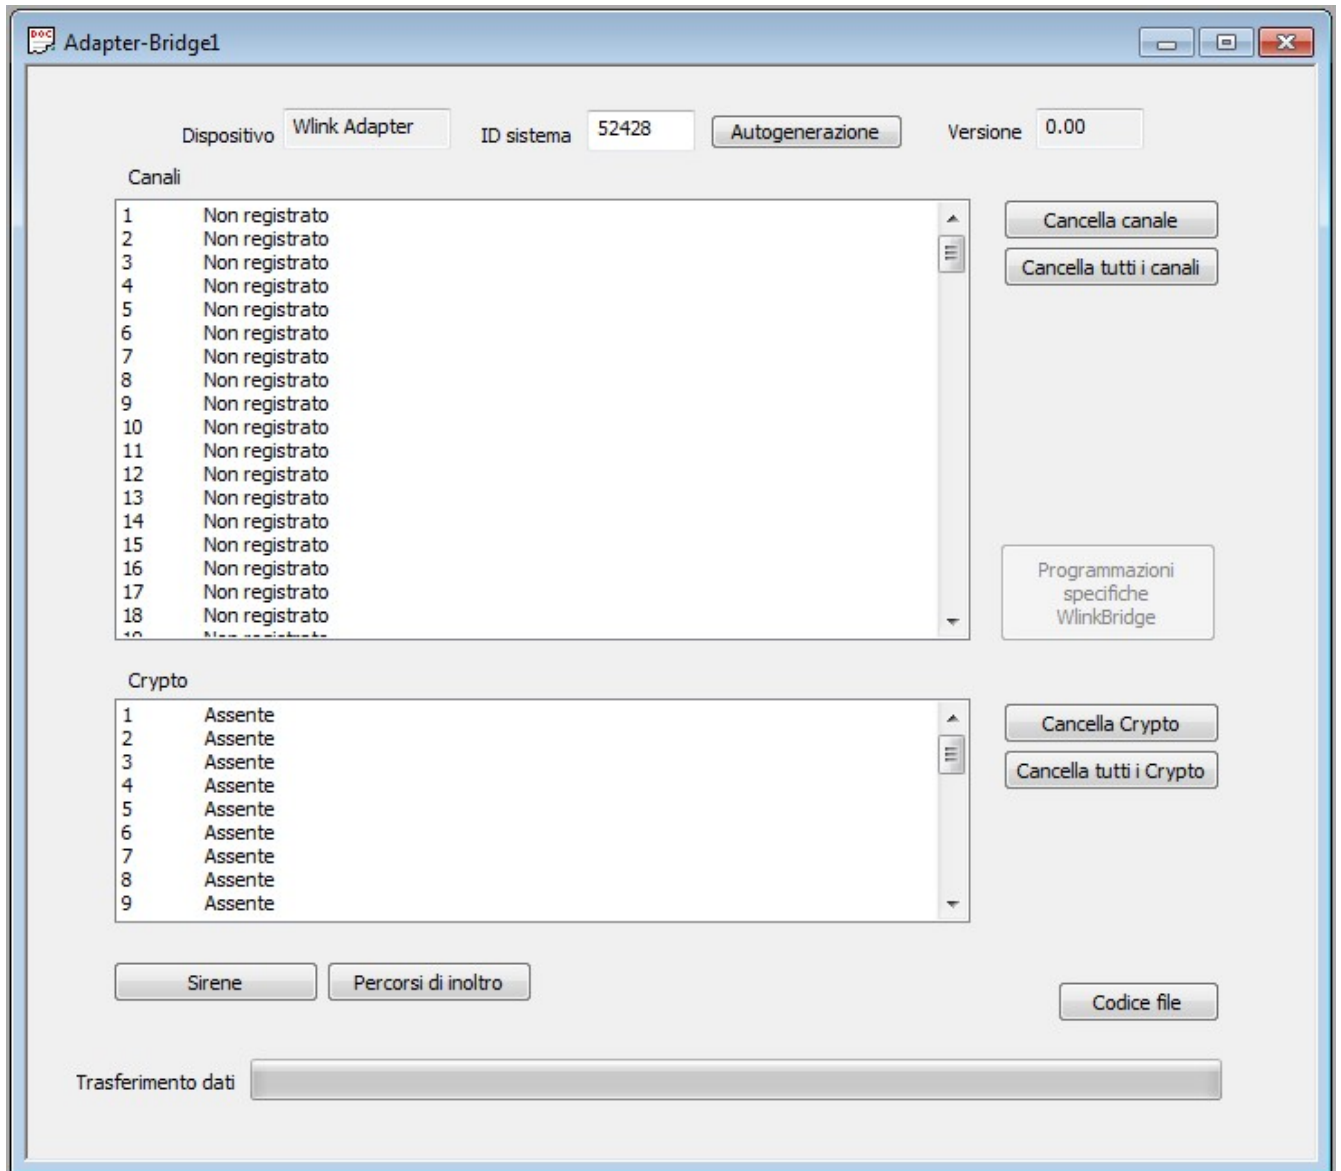 DOC
Adapter-Bridge1
Dispositivo Wlink Adapter ID sistema 52428 Autogenerazione Versione 0.00
Canali
1 Non registrato
2 Non registrato
3 Non registrato
4 Non registrato
5 Non registrato
6 Non registrato
7 Non registrato
8 Non registrato
9 Non registrato
10 Non registrato
11 Non registrato
12 Non registrato
13 Non registrato
14 Non registrato
15 Non registrato
16 Non registrato
17 Non registrato
18 Non registrato
19 Non registrato
Cancella canale
Cancella tutti i canali
Programmazioni
specifiche
WlinkBridge
Crypto
1 Assente
2 Assente
3 Assente
4 Assente
5 Assente
6 Assente
7 Assente
8 Assente
9 Assente
Cancella Crypto
Cancella tutti i Crypto
Sirene Percorsi di inoltro
Codice file
Trasferimento dati